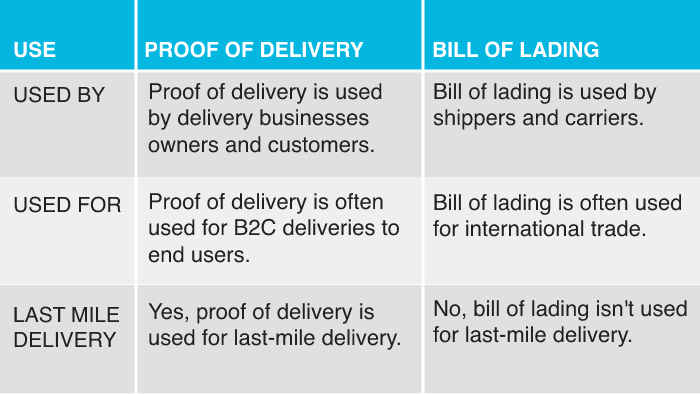 USE
PROOF OF DELIVERY
BILL OF LADING
USED BY
Proof of delivery is used
by delivery businesses
owners and customers.
Bill of lading is used by
shippers and carriers.
USED FOR
Proof of delivery is often
used for B2C deliveries to
end users.
Bill of lading is often used
for international trade.
LAST MILE
DELIVERY
Yes, proof of delivery is
used for last-mile delivery.
No, bill of lading isn't used
for last-mile delivery.